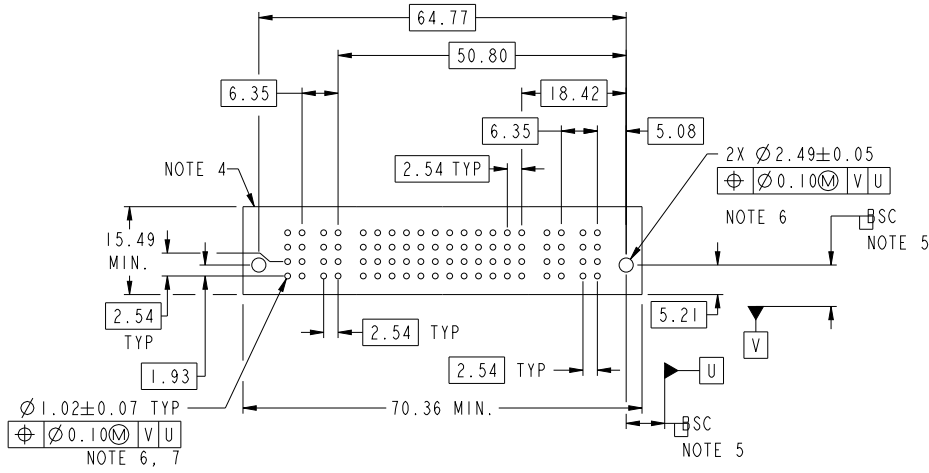 64.77
50.80
6.35
18.42
6.35
5.08
2X Ø2.49±0.05
⌖ Ø0.10Ⓜ V U
NOTE 6
NOTE 4
2.54 TYP
BSC
NOTE 5
15.49
MIN.
2.54
TYP
1.93
2.54 TYP
2.54 TYP
5.21
V
U
Ø1.02±0.07 TYP
⌖ Ø0.10Ⓜ V U
NOTE 6, 7
70.36 MIN.
BSC
NOTE 5